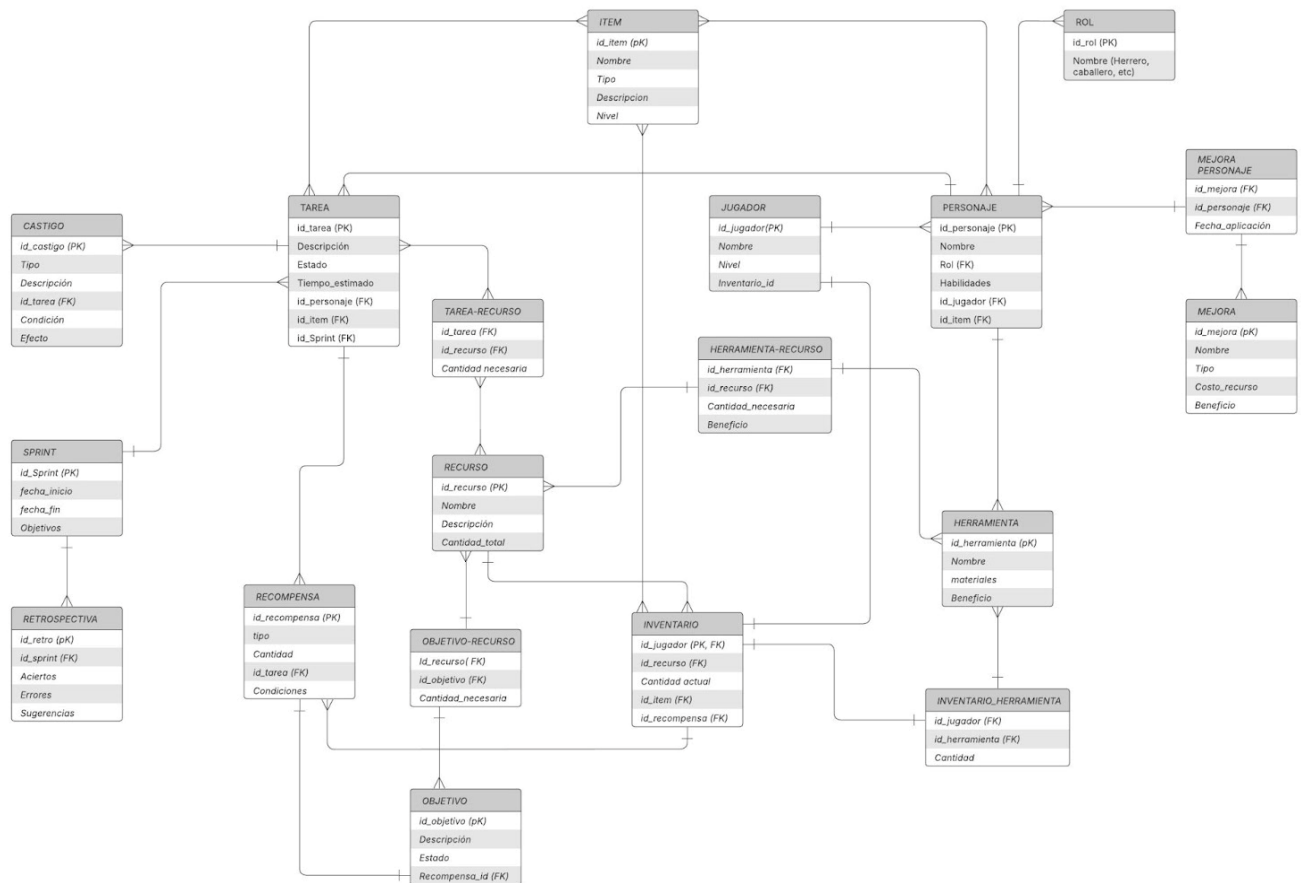 ITEM
id_item (pK)
Nombre
Tipo
Descripcion
Nivel
ROL
id_rol (PK)
Nombre (Herrero,
caballero, etc)
MEJORA
PERSONAJE
id_mejora (FK)
id_personaje (FK)
Fecha_aplicación
TAREA
id_tarea (PK)
Descripción
Estado
Tiempo_estimado
id_personaje (FK)
id_item (FK)
id_Sprint (FK)
JUGADOR
id_jugador(PK)
Nombre
Nivel
Inventario_id
PERSONAJE
id_personaje (PK)
Nombre
Rol (FK)
Habilidades
id_jugador (FK)
id_item (FK)
CASTIGO
id_castigo (PK)
Tipo
Descripción
id_tarea (FK)
Condición
Efecto
TAREA-RECURSO
id_tarea (FK)
id_recurso (FK)
Cantidad necesaria
MEJORA
id_mejora (pK)
Nombre
Tipo
Costo_recurso
Beneficio
HERRAMIENTA-RECURSO
id_herramienta (FK)
id_recurso (FK)
Cantidad_necesaria
Beneficio
SPRINT
id_Sprint (PK)
fecha_inicio
fecha_fin
Objetivos
RECURSO
id_recurso (PK)
Nombre
Descripción
Cantidad_total
HERRAMIENTA
id_herramienta (pK)
Nombre
materiales
Beneficio
RECOMPENSA
id_recompensa (PK)
tipo
Cantidad
id_tarea (FK)
Condiciones
RETROSPECTIVA
id_retro (pK)
id_sprint (FK)
Aciertos
Errores
Sugerencias
OBJETIVO-RECURSO
Id_recurso( FK)
id_objetivo (FK)
Cantidad_necesaria
INVENTARIO
id_jugador (PK, FK)
id_recurso (FK)
Cantidad actual
id_item (FK)
id_recompensa (FK)
INVENTARIO_HERRAMIENTA
id_jugador (FK)
id_herramienta (FK)
Cantidad
OBJETIVO
id_objetivo (pK)
Descripción
Estado
Recompensa_id (FK)